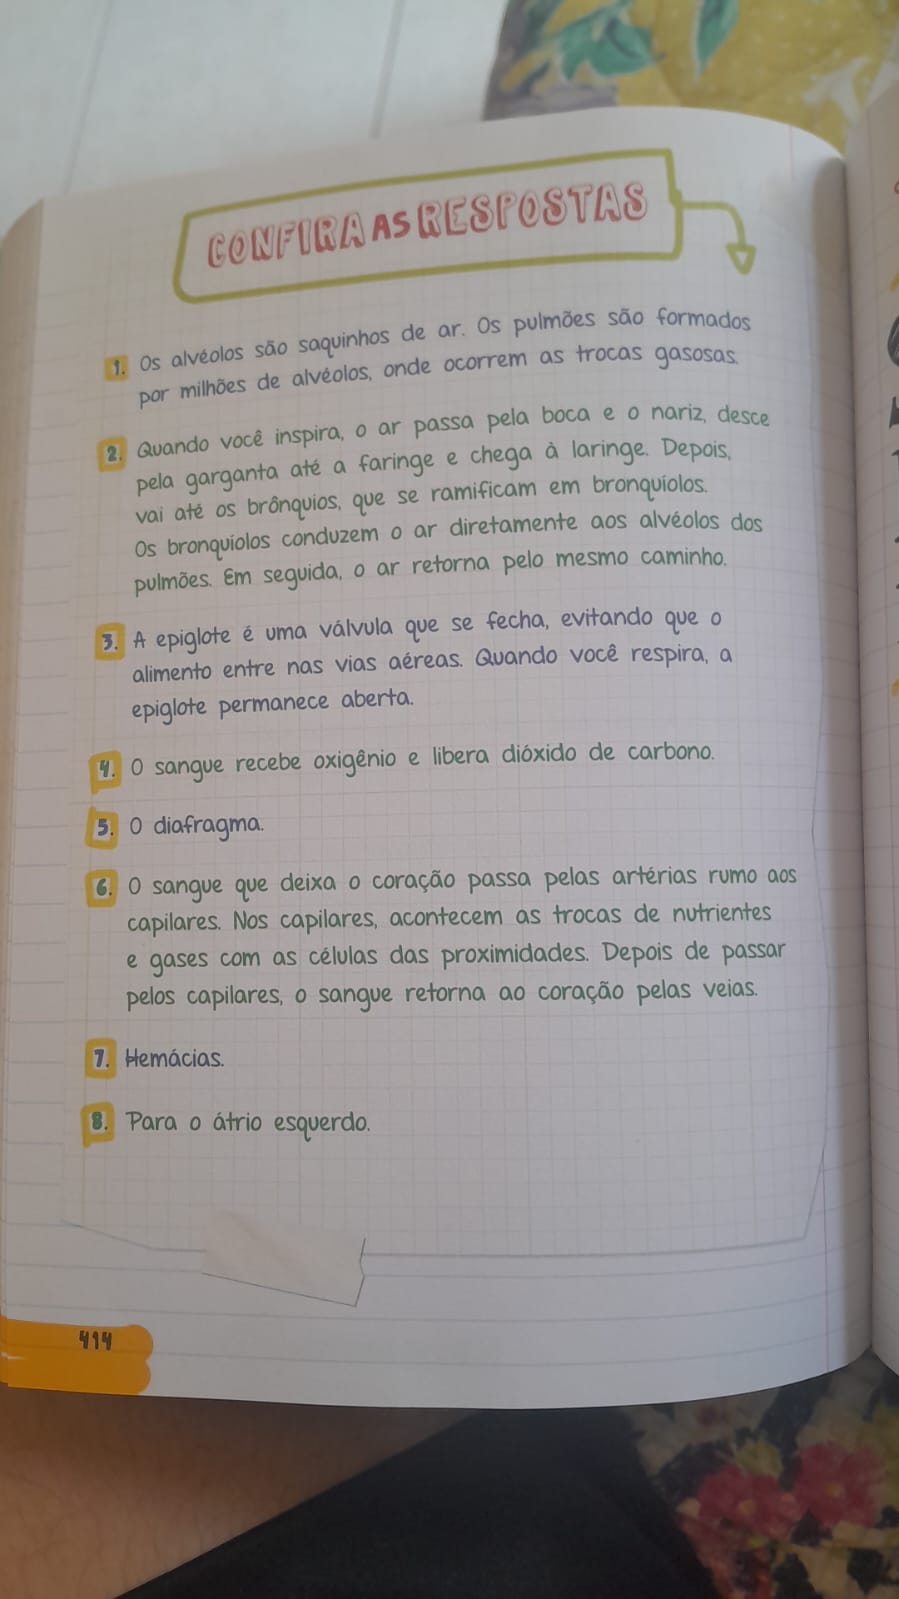 CONFIRA AS RESPOSTAS
1. Os alvéolos são saquinhos de ar. Os pulmões são formados
por milhões de alvéolos, onde ocorrem as trocas gasosas.
2. Quando você inspira, o ar passa pela boca e o nariz, desce
pela garganta até a faringe e chega à laringe. Depois,
vai até os brônquios, que se ramificam em bronquíolos.
Os bronquíolos conduzem o ar diretamente aos alvéolos dos
pulmões. Em seguida, o ar retorna pelo mesmo caminho.
3. A epiglote é uma válvula que se fecha, evitando que o
alimento entre nas vias aéreas. Quando você respira, a
epiglote permanece aberta.
4. O sangue recebe oxigênio e libera dióxido de carbono.
5. O diafragma.
6. O sangue que deixa o coração passa pelas artérias rumo aos
capilares. Nos capilares, acontecem as trocas de nutrientes
e gases com as células das proximidades. Depois de passar
pelos capilares, o sangue retorna ao coração pelas veias.
7. Hemácias.
8. Para o átrio esquerdo.
414